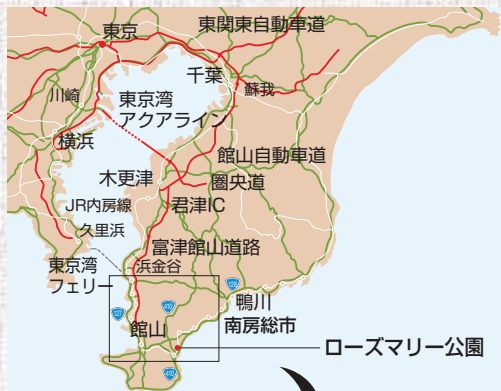 東関東自動車道
東京
千葉
川崎
蘇我
東京湾
アクアライン
横浜
館山自動車道
木更津
圏央道
JR内房線
君津IC
久里浜
富津館山道路
東京湾
フェリー
浜金谷
128
鴨川
410
127
南房総市
館山
ローズマリー公園
410